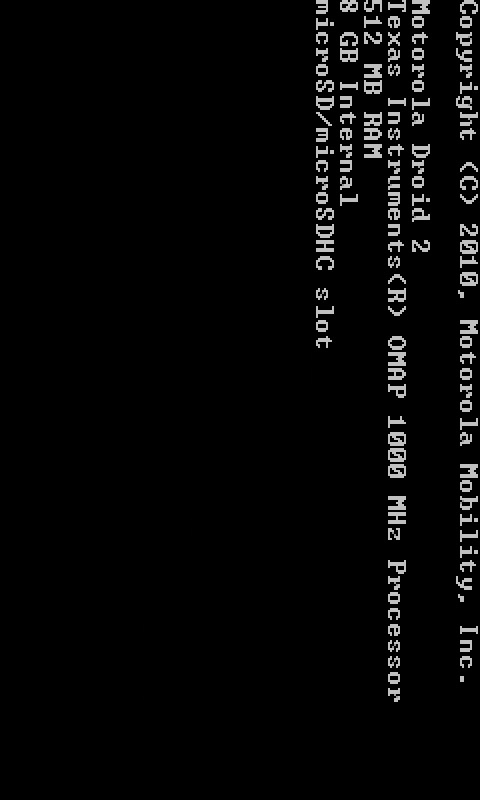 Copyright (C) 2010, Motorola Mobility, Inc.
Motorola Droid 2
Texas Instruments(R) OMAP 1000 MHz Processor
512 MB RAM
8 GB Internal
microSD/microSDHC slot